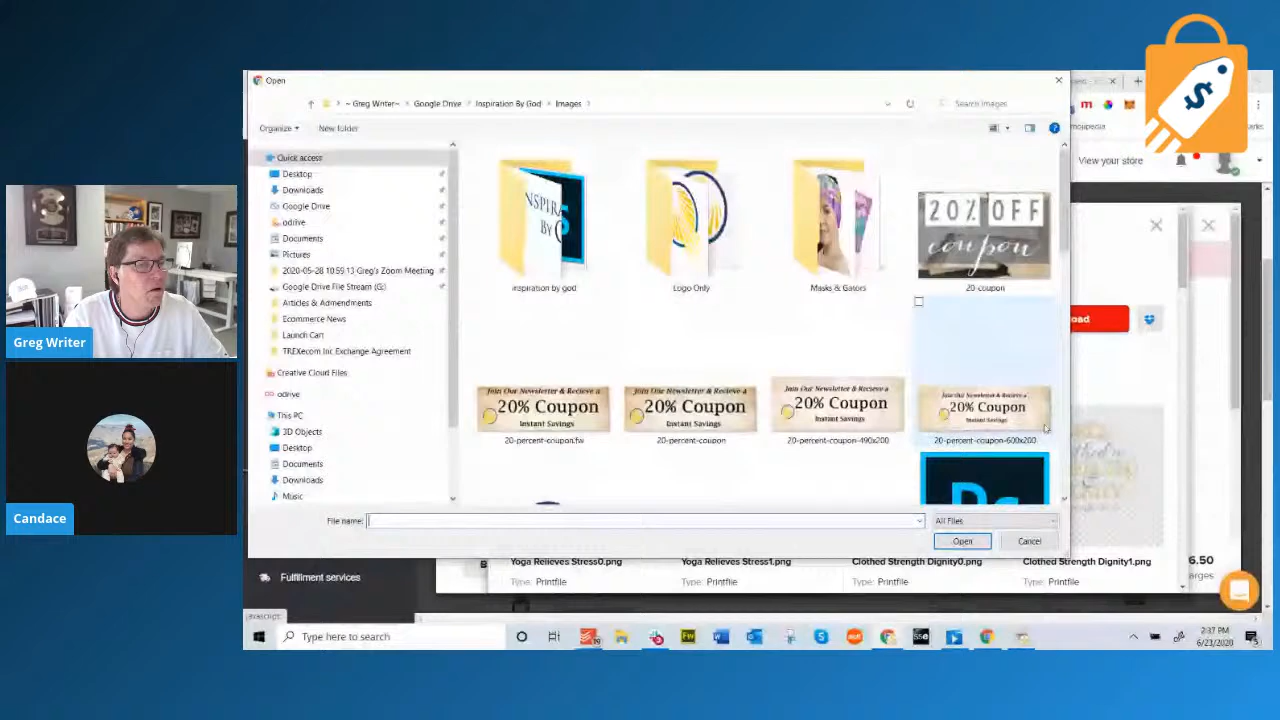 Open
~ Greg Writer~ > Google Drive > Inspiration By God > Images >
Search Images
Organize
New folder
Quick access
Desktop
Downloads
Google Drive
odrive
Documents
Pictures
2020-05-28 10.59.13 Greg's Zoom Meeting
Google Drive File Stream (G:)
Articles & Admendments
Ecommerce News
Launch Cart
TREXecom Inc Exchange Agreement
Creative Cloud Files
odrive
This PC
3D Objects
Desktop
Documents
Downloads
Music
inspiration by god
Logo Only
Masks & Gators
20% OFF
coupon
20-coupon
Join Our Newsletter & Recieve a
20% Coupon
Instant Savings
20-percent-coupon.fw
Join Our Newsletter & Recieve a
20% Coupon
Instant Savings
20-percent-coupon
Join Our Newsletter & Recieve a
20% Coupon
Instant Savings
20-percent-coupon-490x200
Join Our Newsletter & Recieve a
20% Coupon
Instant Savings
20-percent-coupon-600x200
File name:
All Files
Open
Cancel
View your store
Greg Writer
Candace
Yoga Relieves Stress0.png
Type: Printfile
Yoga Relieves Stress1.png
Type: Printfile
Clothed Strength Dignity0.png
Type: Printfile
Clothed Strength Dignity1.png
Type: Printfile
6.50
Fulfillment services
Type here to search
2:37 PM
6/23/2020